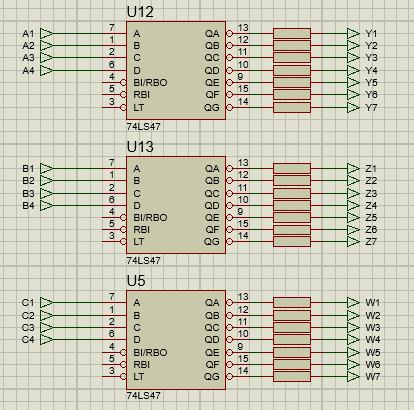 U12
A1 7 A QA 13 Y1
A2 1 B QB 12 Y2
A3 2 C QC 11 Y3
A4 6 D QD 10 Y4
4 BI/RBO QE 9 Y5
5 RBI QF 15 Y6
3 LT QG 14 Y7
74LS47
U13
B1 7 A QA 13 Z1
B2 1 B QB 12 Z2
B3 2 C QC 11 Z3
B4 6 D QD 10 Z4
4 BI/RBO QE 9 Z5
5 RBI QF 15 Z6
3 LT QG 14 Z7
74LS47
U5
C1 7 A QA 13 W1
C2 1 B QB 12 W2
C3 2 C QC 11 W3
C4 6 D QD 10 W4
4 BI/RBO QE 9 W5
5 RBI QF 15 W6
3 LT QG 14 W7
74LS47